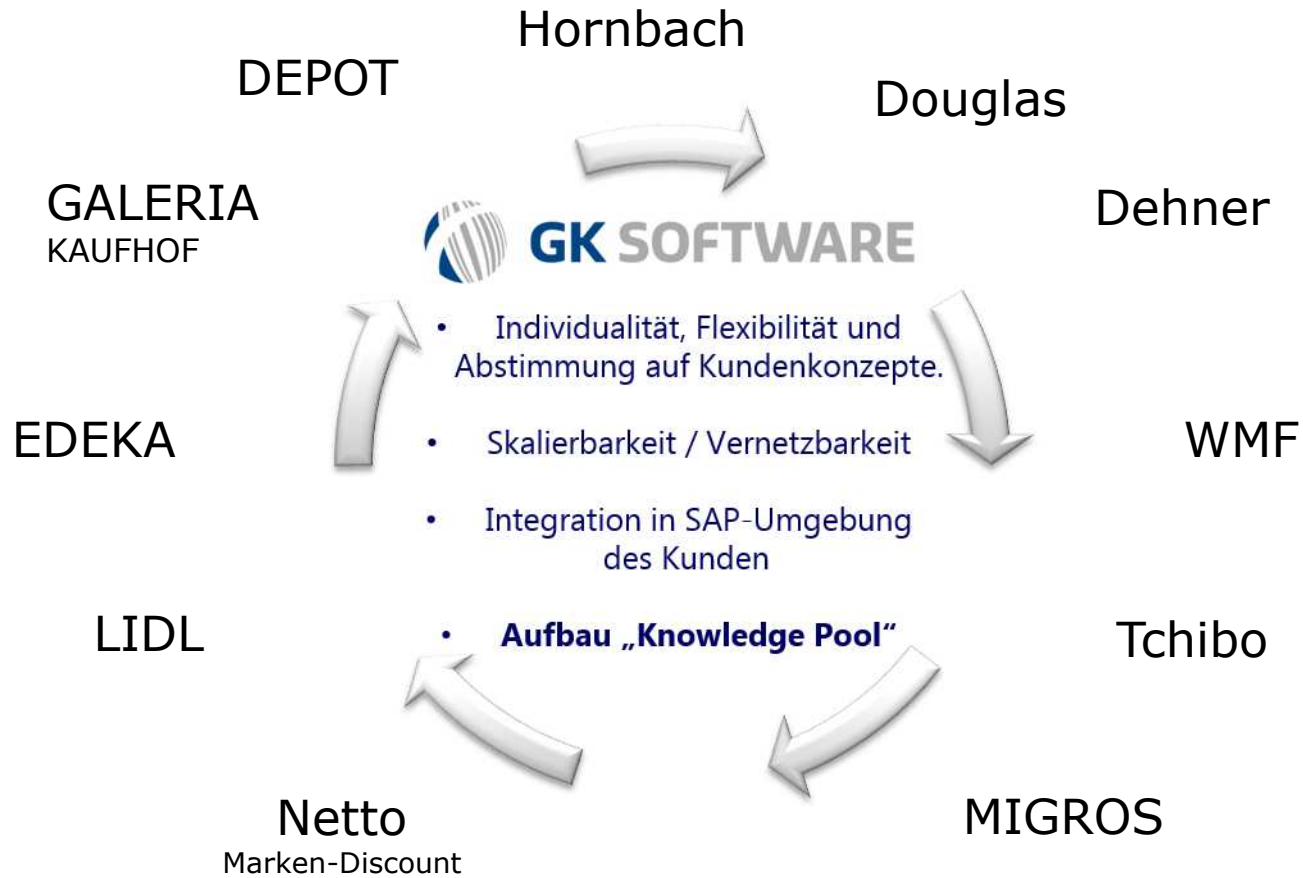 Hornbach
DEPOT
Douglas
GALERIA
KAUFHOF
Dehner
GK SOFTWARE
• Individualität, Flexibilität und
Abstimmung auf Kundenkonzepte.
EDEKA
• Skalierbarkeit / Vernetzbarkeit
WMF
• Integration in SAP-Umgebung
des Kunden
LIDL
• Aufbau „Knowledge Pool“
Tchibo
Netto
Marken-Discount
MIGROS